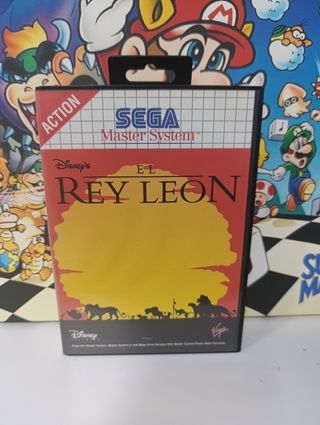 ACTION
SEGA
Master System
Disney's
EL
REY LEON
Disney
Virgin